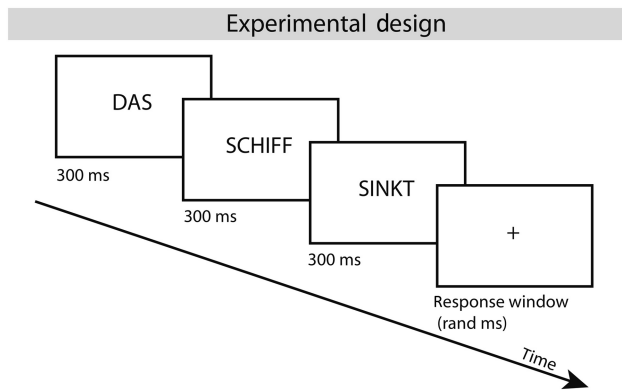 Experimental design
DAS
300 ms
SCHIFF
300 ms
SINKT
300 ms
+
Response window
(rand ms)
Time